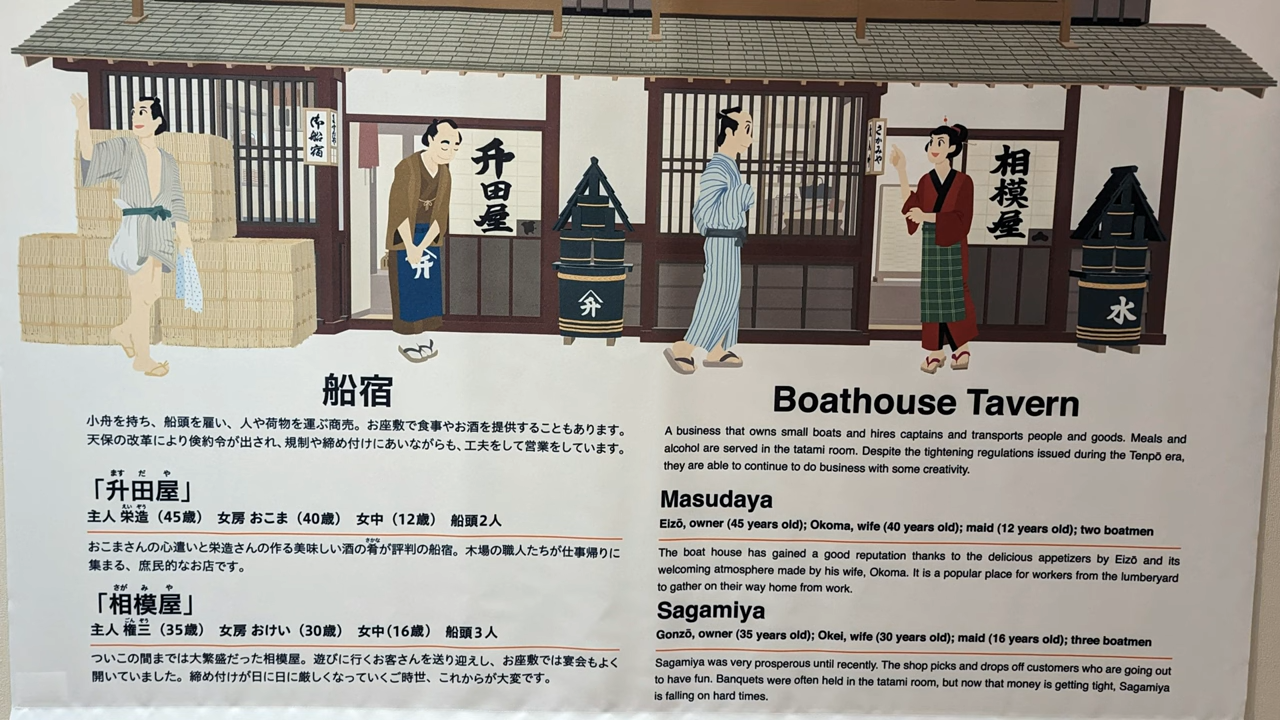 御船宿
升田屋
升
升
さがみや
相模屋
水
船宿
小舟を持ち、船頭を雇い、人や荷物を運ぶ商売。お座敷で食事やお酒を提供することもあります。
天保の改革により倹約令が出され、規制や締め付けにあいながらも、工夫をして営業をしています。
ます だ や
「升田屋」
えい ぞう
主人 栄造（45歳） 女房 おこま（40歳） 女中（12歳） 船頭2人
さかな
おこまさんの心遣いと栄造さんの作る美味しい酒の肴が評判の船宿。木場の職人たちが仕事帰りに
集まる、庶民的なお店です。
さが み や
「相模屋」
ごん ぞう
主人 権三（35歳） 女房 おけい（30歳） 女中（16歳） 船頭3人
ついこの間までは大繁盛だった相模屋。遊びに行くお客さんを送り迎えし、お座敷では宴会もよく
開いていました。締め付けが日に日に厳しくなっていくご時世、これからが大変です。
Boathouse Tavern
A business that owns small boats and hires captains and transports people and goods. Meals and
alcohol are served in the tatami room. Despite the tightening regulations issued during the Tenpō era,
they are able to continue to do business with some creativity.
Masudaya
Eizō, owner (45 years old); Okoma, wife (40 years old); maid (12 years old); two boatmen
The boat house has gained a good reputation thanks to the delicious appetizers by Eizō and its
welcoming atmosphere made by his wife, Okoma. It is a popular place for workers from the lumberyard
to gather on their way home from work.
Sagamiya
Gonzō, owner (35 years old); Okei, wife (30 years old); maid (16 years old); three boatmen
Sagamiya was very prosperous until recently. The shop picks and drops off customers who are going out
to have fun. Banquets were often held in the tatami room, but now that money is getting tight, Sagamiya
is falling on hard times.